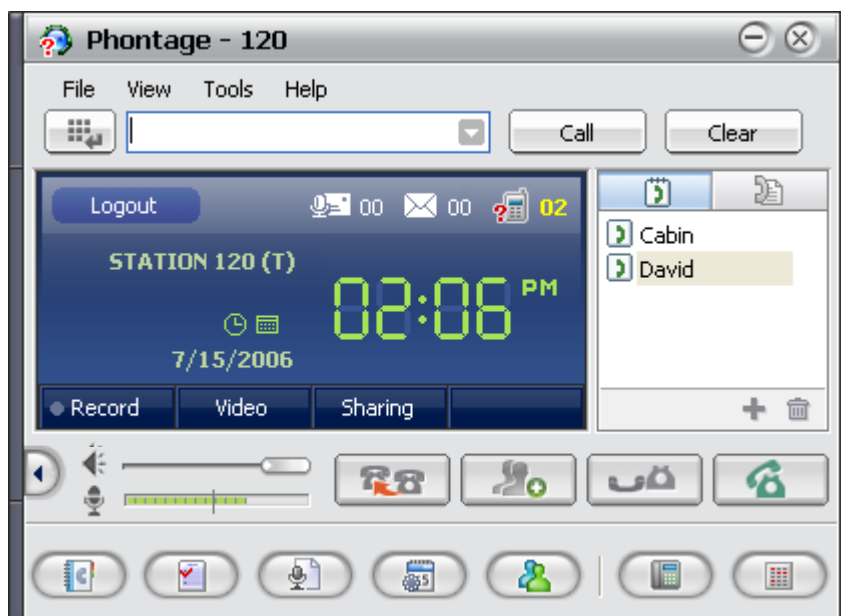 Phontage - 120
File View Tools Help
Call Clear
Logout 00 00 02
Cabin
STATION 120 (T)
David
02:06 PM
7/15/2006
Record Video Sharing